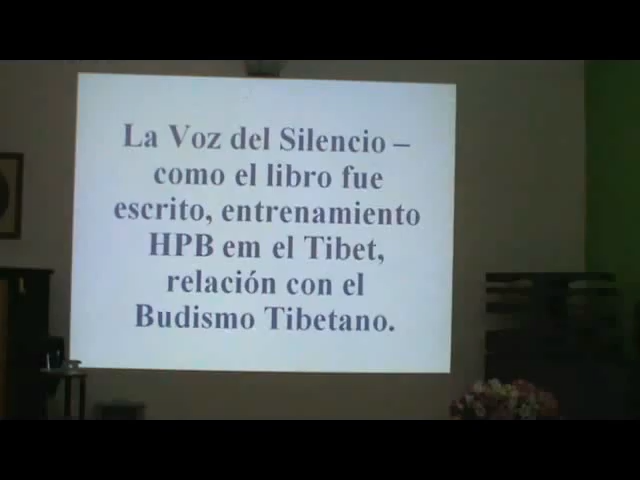 La Voz del Silencio –
como el libro fue
escrito, entrenamiento
HPB em el Tibet,
relación con el
Budismo Tibetano.